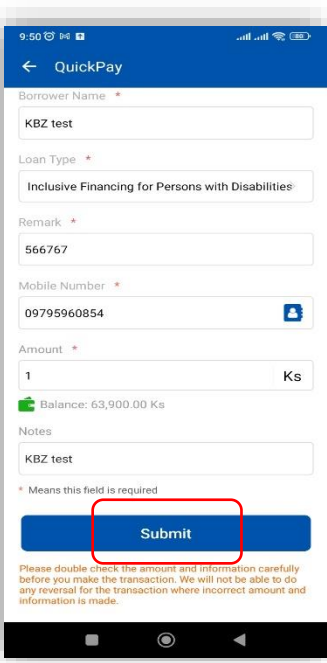 9:50
QuickPay
Borrower Name *
KBZ test
Loan Type *
Inclusive Financing for Persons with Disabilities
Remark *
566767
Mobile Number *
09795960854
Amount *
1 Ks
Balance: 63,900.00 Ks
Notes
KBZ test
* Means this field is required
Submit
Please double check the amount and information carefully
before you make the transaction. We will not be able to do
any reversal for the transaction where incorrect amount and
information is made.